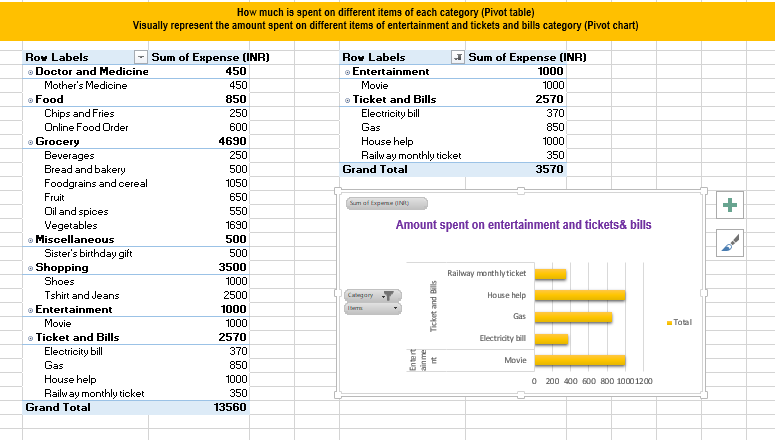 How much is spent on different items of each category (Pivot table)
Visually represent the amount spent on different items of entertainment and tickets and bills category (Pivot chart)
Row Labels Sum of Expense (INR)
Doctor and Medicine 450
Mother's Medicine 450
Food 850
Chips and Fries 250
Online Food Order 600
Grocery 4690
Beverages 250
Bread and bakery 500
Foodgrains and cereal 1050
Fruit 650
Oil and spices 550
Vegetables 1690
Miscellaneous 500
Sister's birthday gift 500
Shopping 3500
Shoes 1000
Tshirt and Jeans 2500
Entertainment 1000
Movie 1000
Ticket and Bills 2570
Electricity bill 370
Gas 850
House help 1000
Railway monthly ticket 350
Grand Total 13560
Row Labels Sum of Expense (INR)
Entertainment 1000
Movie 1000
Ticket and Bills 2570
Electricity bill 370
Gas 850
House help 1000
Railway monthly ticket 350
Grand Total 3570
Sum of Expense (INR)
Amount spent on entertainment and tickets& bills
Category
Items
Ticket and Bills
Entert
ainme
nt
Railway monthly ticket
House help
Gas
Electricity bill
Movie
0 200 400 600 800 1000 1200
Total